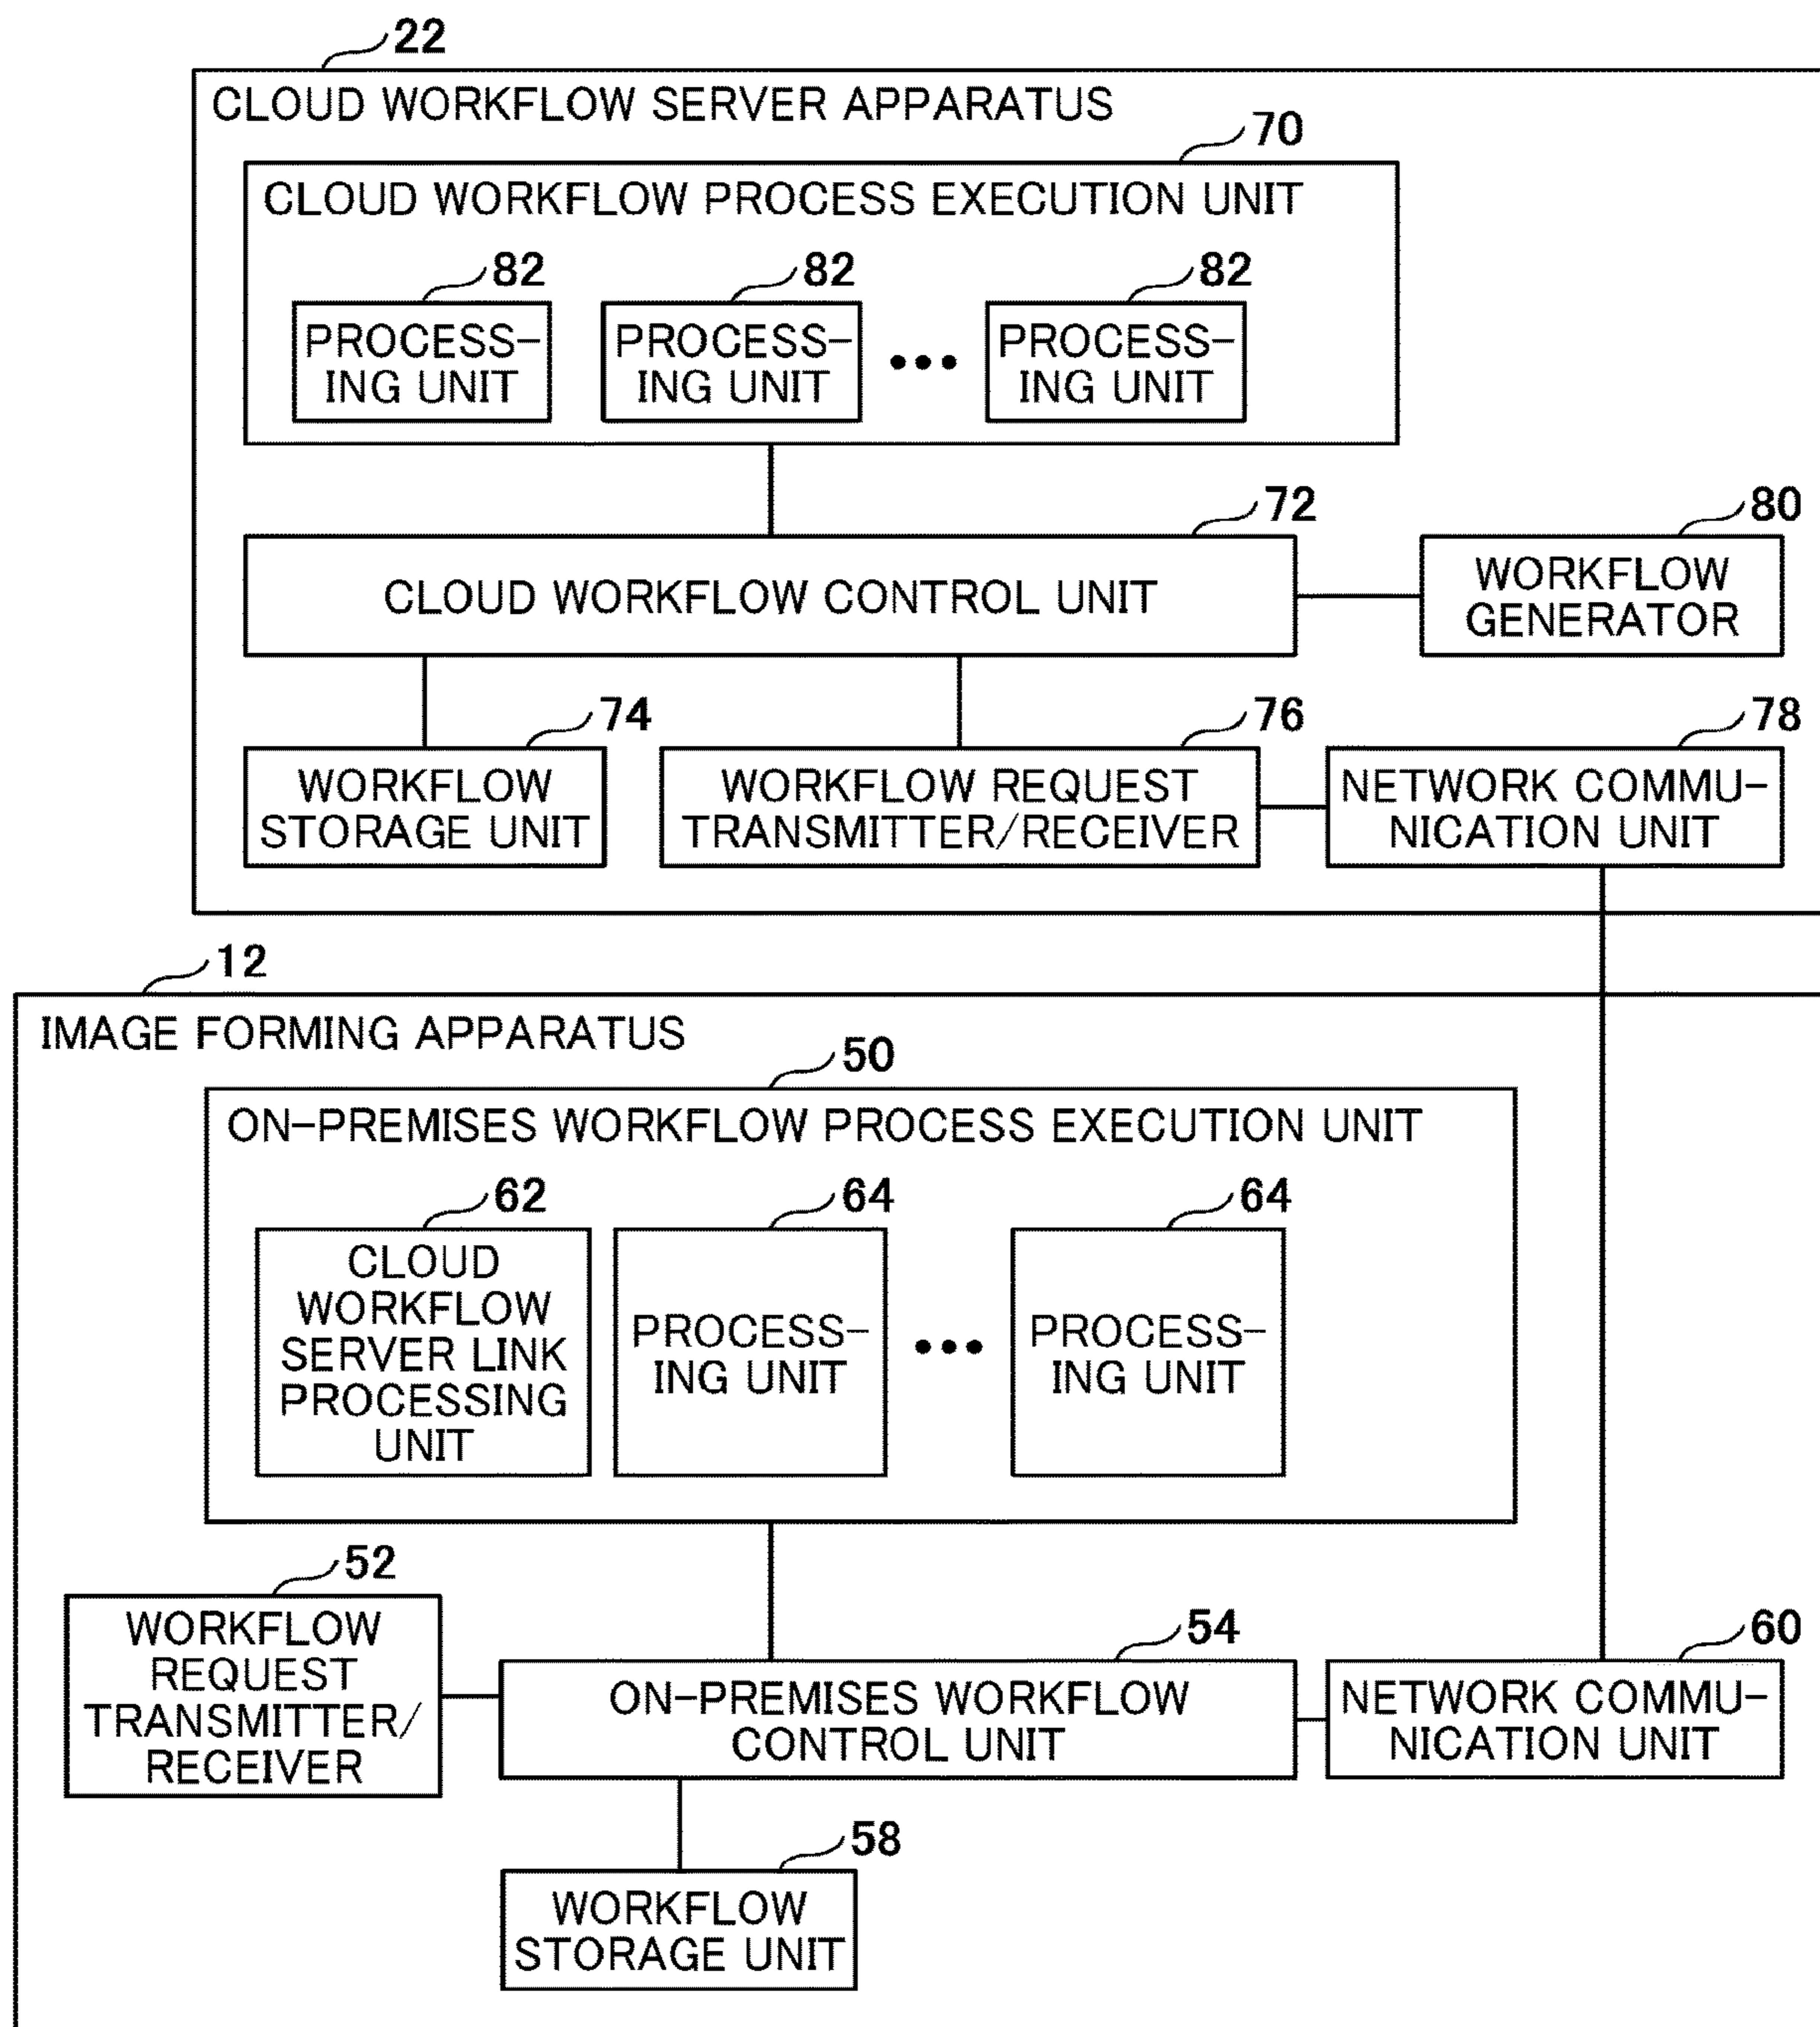 22
CLOUD WORKFLOW SERVER APPARATUS
70
CLOUD WORKFLOW PROCESS EXECUTION UNIT
82
82
82
PROCESS-
ING UNIT
PROCESS-
ING UNIT
•••
PROCESS-
ING UNIT
72
80
CLOUD WORKFLOW CONTROL UNIT
WORKFLOW
GENERATOR
74
76
78
WORKFLOW
STORAGE UNIT
WORKFLOW REQUEST
TRANSMITTER/RECEIVER
NETWORK COMMU-
NICATION UNIT
12
IMAGE FORMING APPARATUS
50
ON-PREMISES WORKFLOW PROCESS EXECUTION UNIT
62
64
64
CLOUD
WORKFLOW
SERVER LINK
PROCESSING
UNIT
PROCESS-
ING UNIT
•••
PROCESS-
ING UNIT
52
54
60
WORKFLOW
REQUEST
TRANSMITTER/
RECEIVER
ON-PREMISES WORKFLOW
CONTROL UNIT
NETWORK COMMU-
NICATION UNIT
58
WORKFLOW
STORAGE UNIT